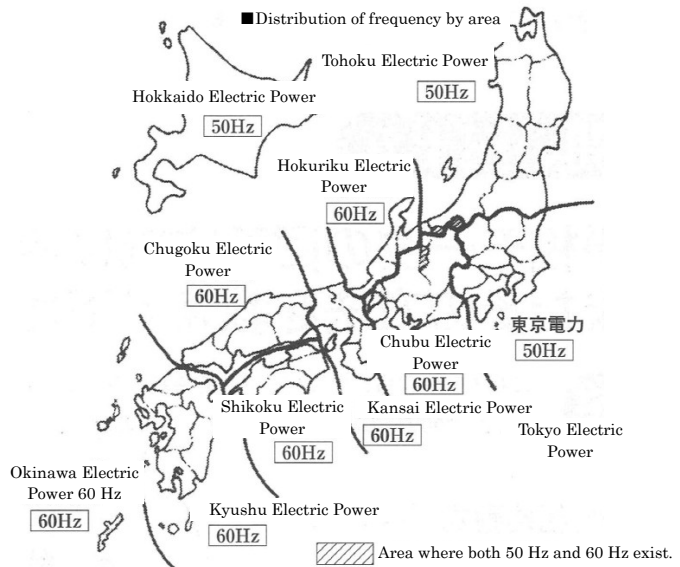 ■Distribution of frequency by area
Tohoku Electric Power
50Hz
Hokkaido Electric Power
50Hz
Hokuriku Electric
Power
60Hz
Chugoku Electric
Power
60Hz
東京電力
50Hz
Chubu Electric
Power
60Hz
Shikoku Electric
Power
60Hz
Kansai Electric Power
60Hz
Tokyo Electric
Power
Okinawa Electric
Power 60 Hz
60Hz
Kyushu Electric Power
60Hz
Area where both 50 Hz and 60 Hz exist.